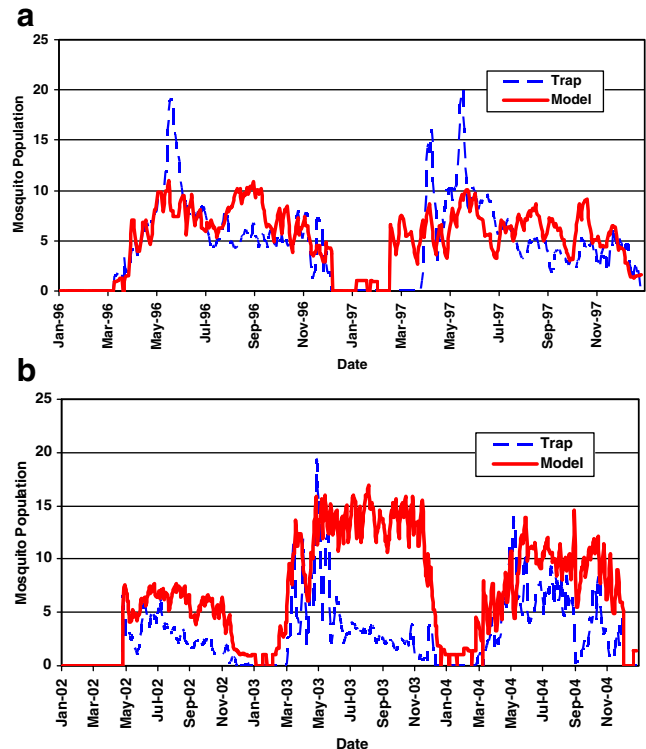 a
25
20
15
10
5
0
Mosquito Population
Trap
Model
Jan-96
Mar-96
May-96
Jul-96
Sep-96
Nov-96
Jan-97
Mar-97
May-97
Jul-97
Sep-97
Nov-97
Date
b
25
20
15
10
5
0
Mosquito Population
Trap
Model
Jan-02
Mar-02
May-02
Jul-02
Sep-02
Nov-02
Jan-03
Mar-03
May-03
Jul-03
Sep-03
Nov-03
Jan-04
Mar-04
May-04
Jul-04
Sep-04
Nov-04
Date